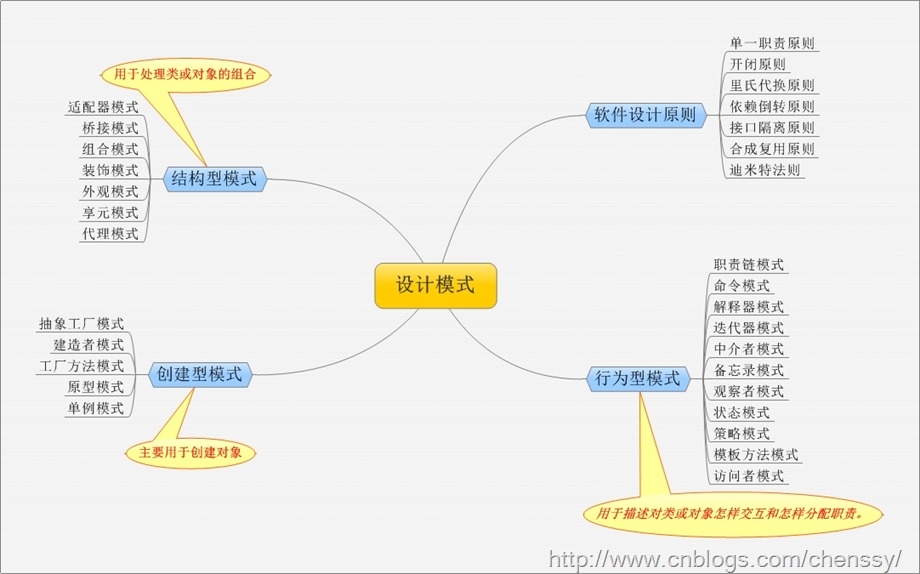 设计模式
软件设计原则
单一职责原则
开闭原则
里氏代换原则
依赖倒转原则
接口隔离原则
合成复用原则
迪米特法则
用于处理类或对象的组合
结构型模式
适配器模式
桥接模式
组合模式
装饰模式
外观模式
享元模式
代理模式
创建型模式
抽象工厂模式
建造者模式
工厂方法模式
原型模式
单例模式
主要用于创建对象
行为型模式
职责链模式
命令模式
解释器模式
迭代器模式
中介者模式
备忘录模式
观察者模式
状态模式
策略模式
模板方法模式
访问者模式
用于描述对类或对象怎样交互和怎样分配职责。
http://www.cnblogs.com/chenssy/